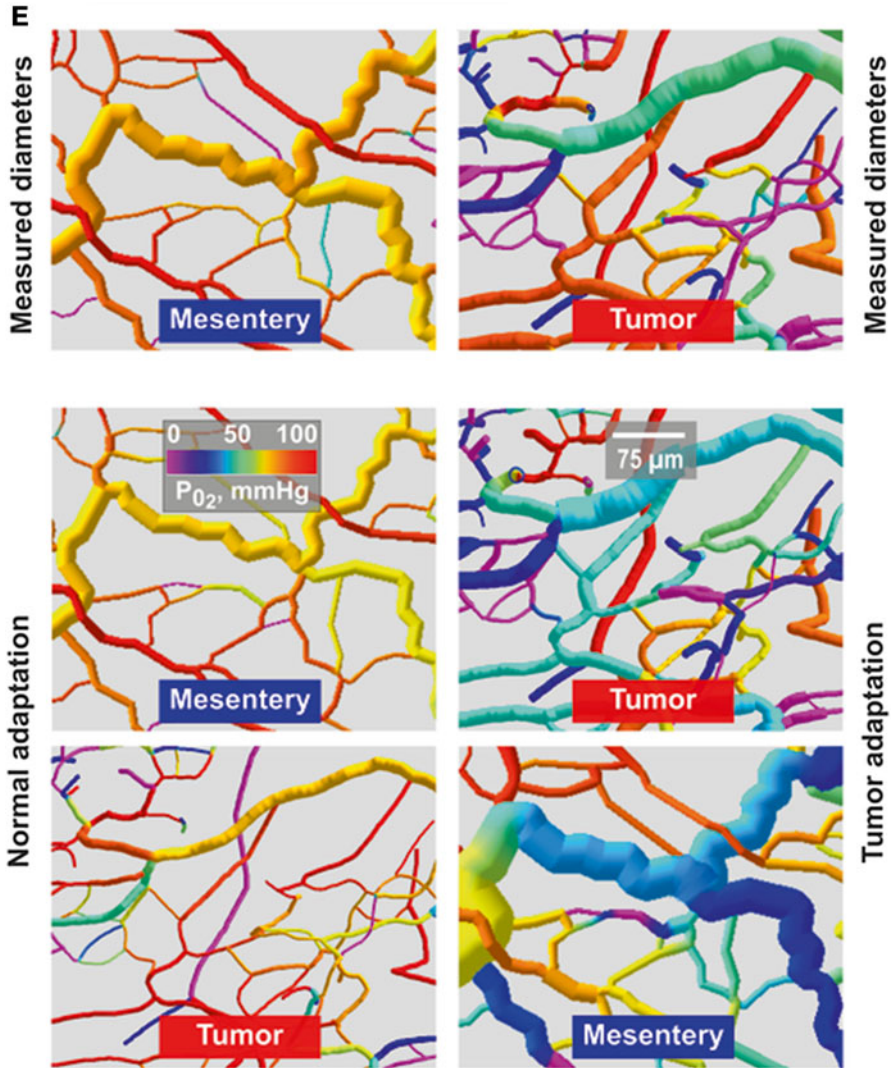 E
Measured diameters
Mesentery
Tumor
Measured diameters
Normal adaptation
0 50 100
P02, mmHg
Mesentery
75 µm
Tumor
Tumor adaptation
Tumor
Mesentery